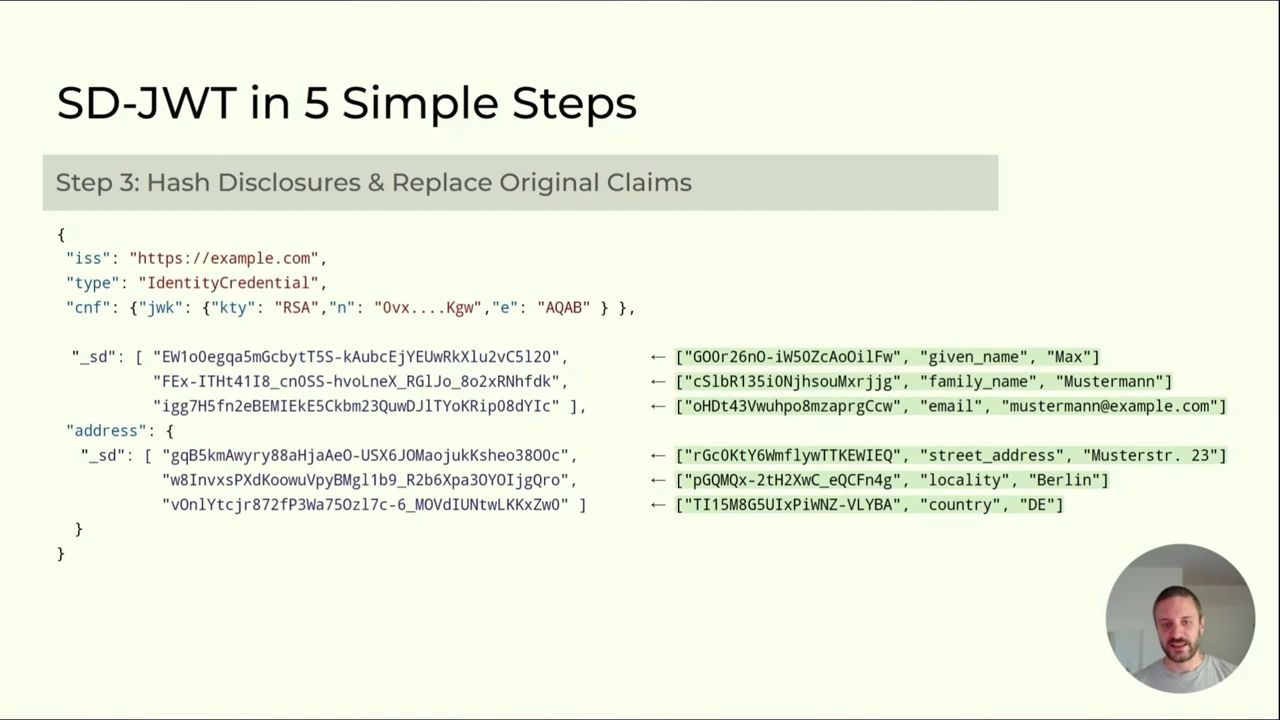 SD-JWT in 5 Simple Steps
Step 3: Hash Disclosures & Replace Original Claims
{
"iss": "https://example.com",
"type": "IdentityCredential",
"cnf": {"jwk": {"kty": "RSA","n": "0vx....Kgw","e": "AQAB" } },
"_sd": [ "EW1o0egqa5mGcbytT5S-kAubcEjYEUwRkXlu2vC5l20", ← ["GO0r26nO-iW50ZcAoOilFw", "given_name", "Max"]
"FEx-ITHt41I8_cn0SS-hvoLneX_RGlJo_8o2xRNhfdk", ← ["cSlbR135i0NjhsouMxrjjg", "family_name", "Mustermann"]
"igg7H5fn2eBEMIEkE5Ckbm23QuwDJlTYoKRip08dYIc" ], ← ["oHDt43Vwuhpo8mzaprgCcw", "email", "mustermann@example.com"]
"address": {
"_sd": [ "gqB5kmAwyry88aHjaAeO-USX6JOMaojukKsheo38O0c", ← ["rGc0KtY6WmflywTTKEWIEQ", "street_address", "Musterstr. 23"]
"w8InvxsPXdKoowuVpyBMgl1b9_R2b6Xpa3OYOIjgQro", ← ["pGQMQx-2tH2XwC_eQCFn4g", "locality", "Berlin"]
"vOnlYtcjr872fP3Wa75Ozl7c-6_MOVdIUNtwLKKxZw0" ] ← ["TI15M8G5UIxPiWNZ-VLYBA", "country", "DE"]
}
}